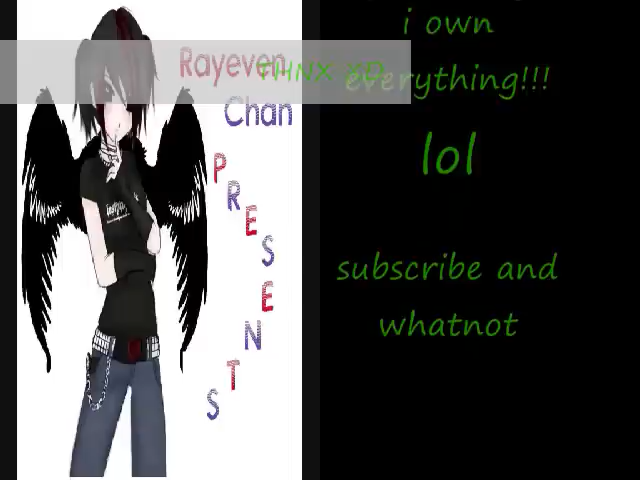 Rayeven
Chan
PRESENTS
THNX XD
i own
everything!!!
lol
subscribe and
whatnot